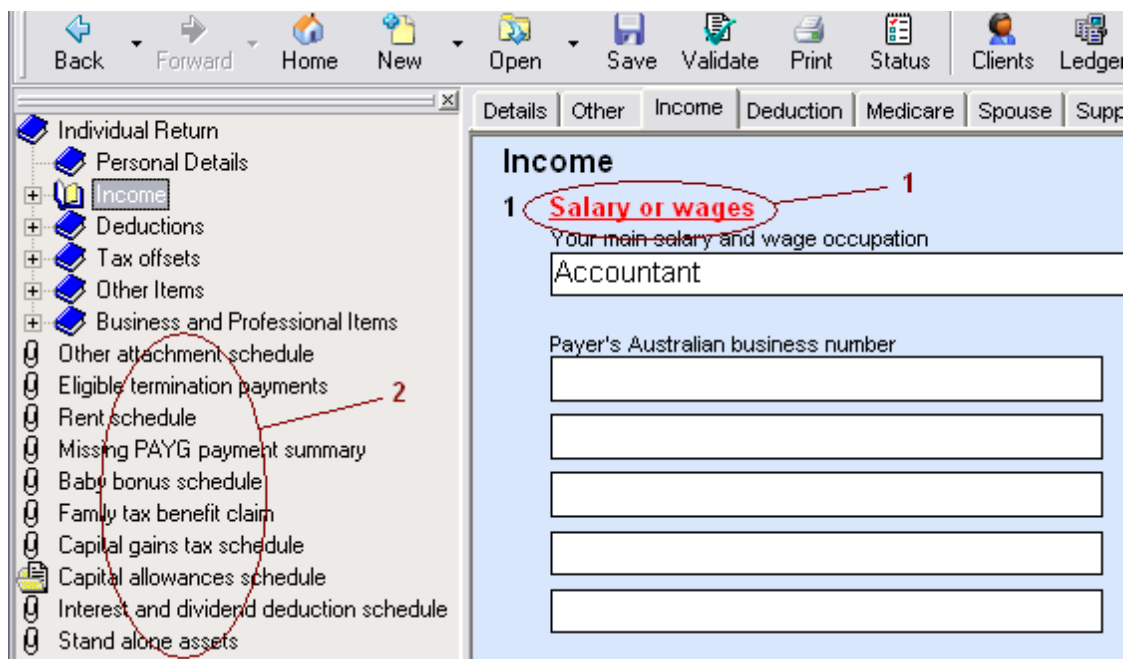 Back Forward Home New Open Save Validate Print Status Clients Ledger
Individual Return
Personal Details
Income
Deductions
Tax offsets
Other Items
Business and Professional Items
Other attachment schedule
Eligible termination payments
Rent schedule
Missing PAYG payment summary
Baby bonus schedule
Family tax benefit claim
Capital gains tax schedule
Capital allowances schedule
Interest and dividend deduction schedule
Stand alone assets
2
Details Other Income Deduction Medicare Spouse Supp
Income
1 Salary or wages 1
Your main salary and wage occupation
Accountant
Payer's Australian business number